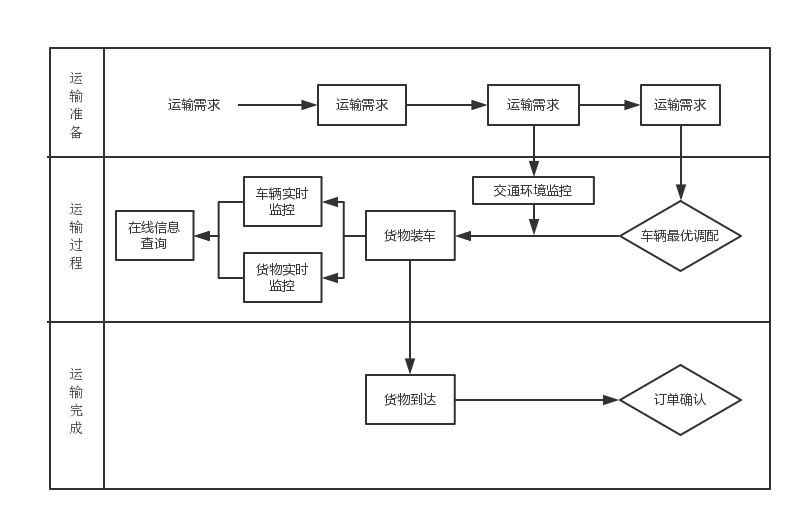 运输准备
运输需求
运输需求
运输需求
运输需求
运输过程
车辆实时
监控
交通环境监控
在线信息
查询
货物装车
车辆最优调配
货物实时
监控
运输完成
货物到达
订单确认